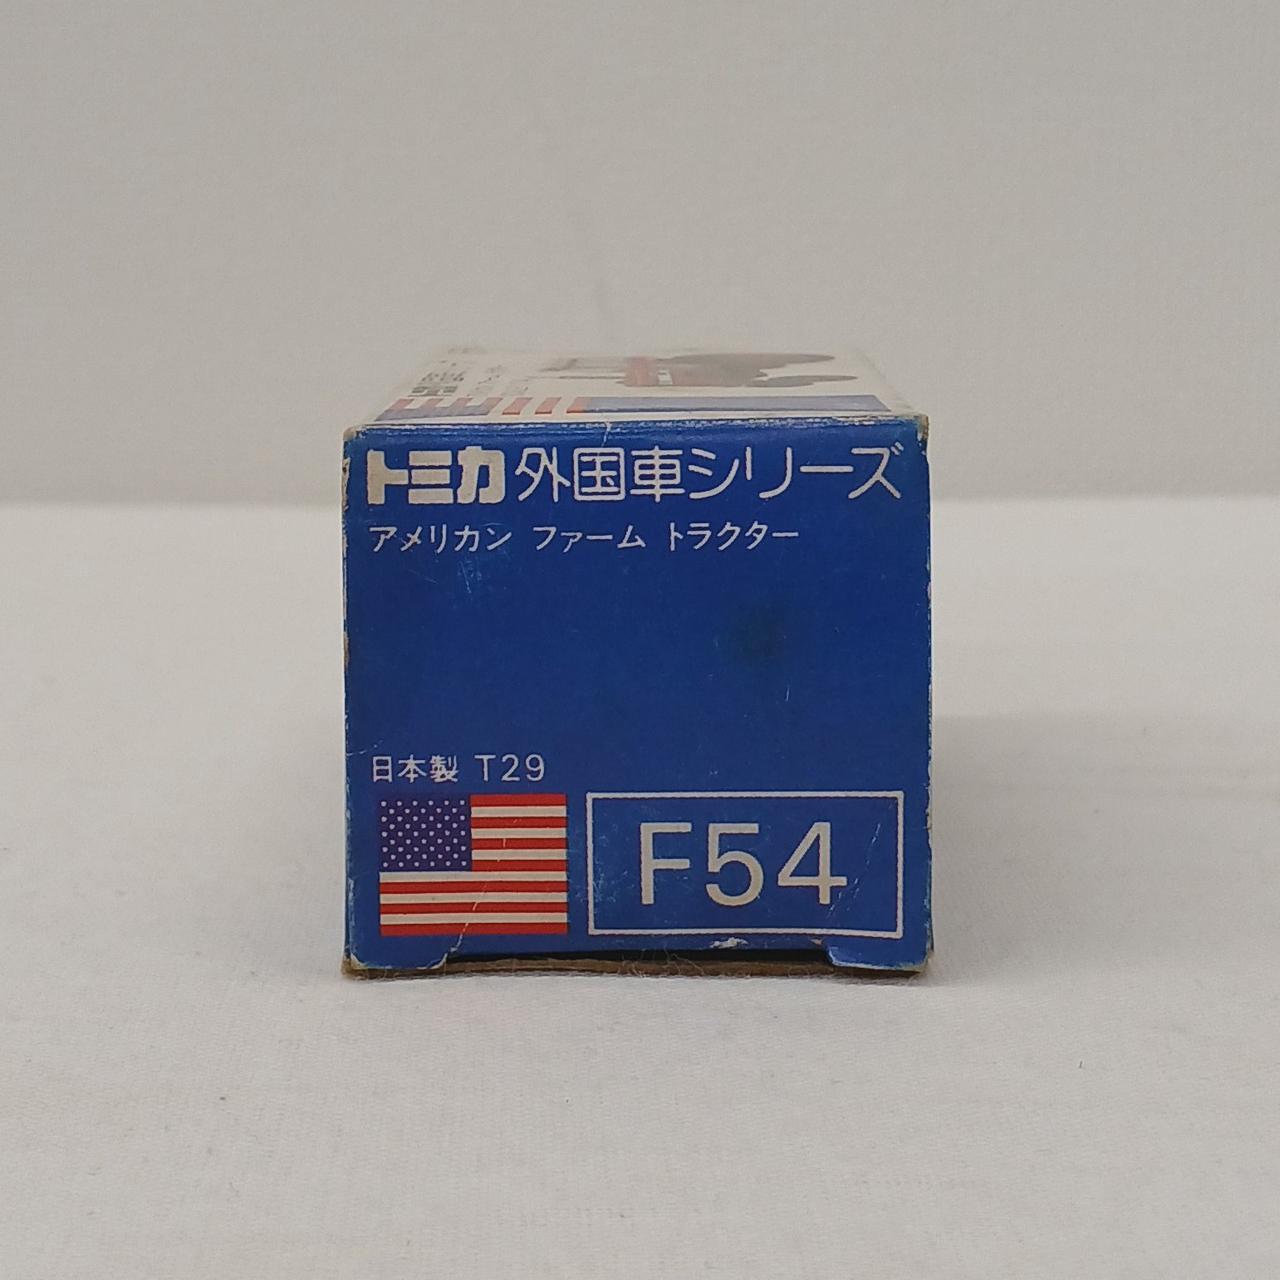 トミカ 外国車シリーズ
アメリカン ファーム トラクター
日本製 T29
F54